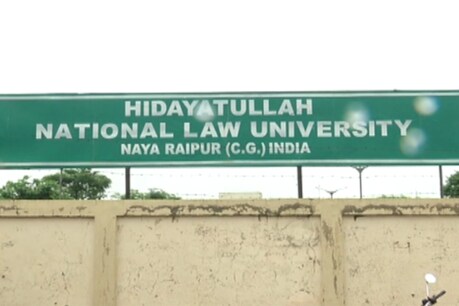 HIDAYATULLAH
NATIONAL LAW UNIVERSITY
NAYA RAIPUR (C.G.) INDIA